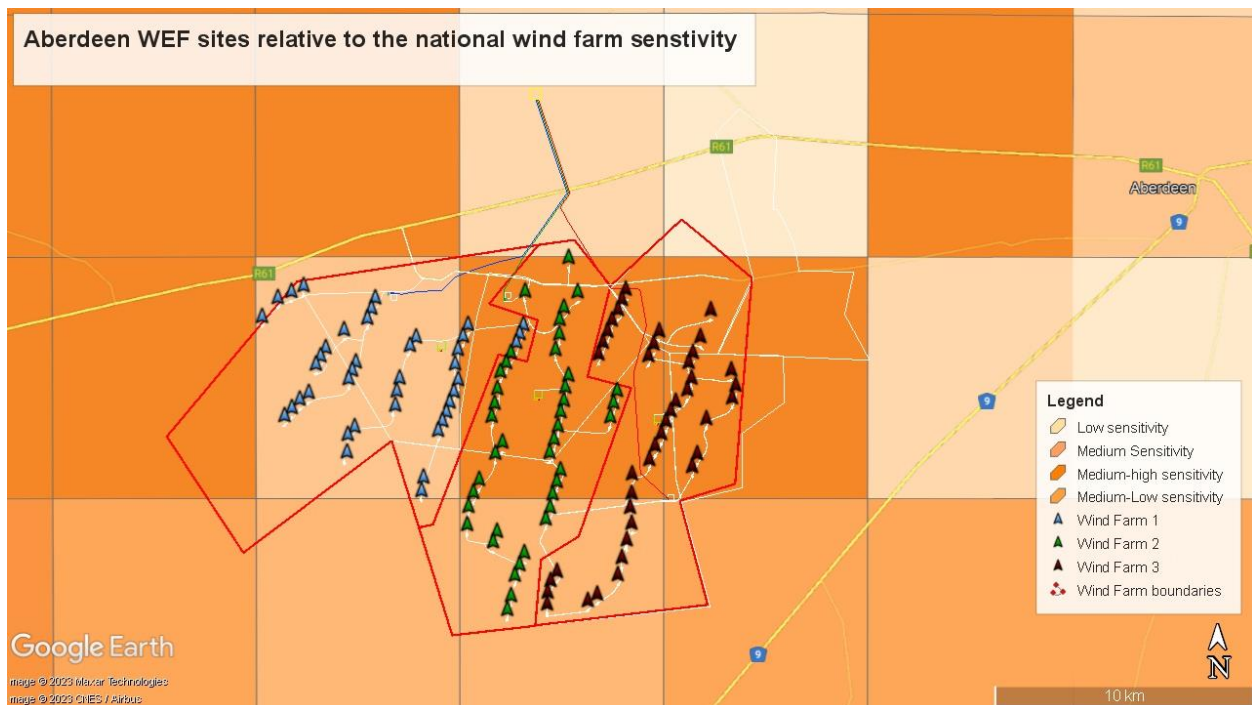 Aberdeen WEF sites relative to the national wind farm senstivity
R61
R61
Aberdeen
9
R61
9
Legend
Low sensitivity
Medium Sensitivity
Medium-high sensitivity
Medium-Low sensitivity
Wind Farm 1
Wind Farm 2
Wind Farm 3
Wind Farm boundaries
9
Google Earth
mage © 2023 Maxar Technologies
mage © 2023 CNES / Airbus
N
10 km